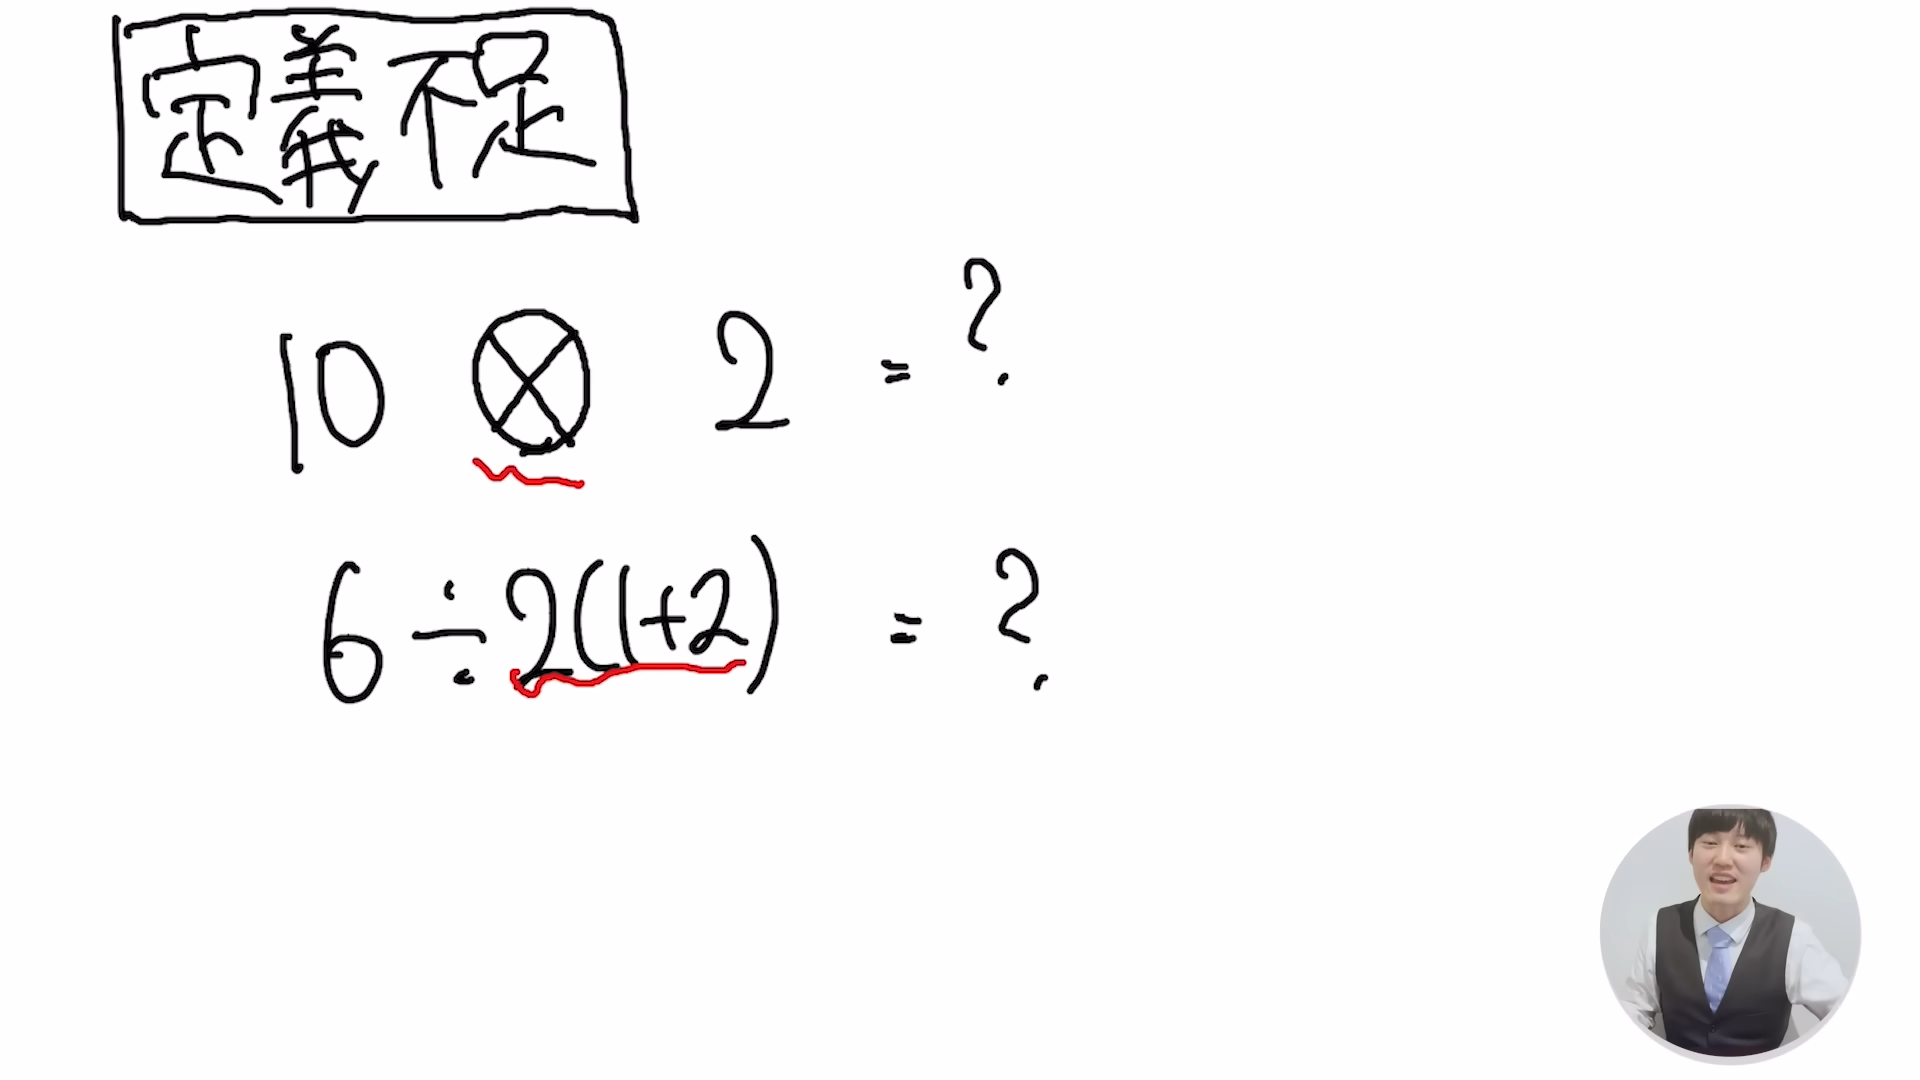 定義不足
10 ⊗ 2 = ?
6÷2(1+2) = ?